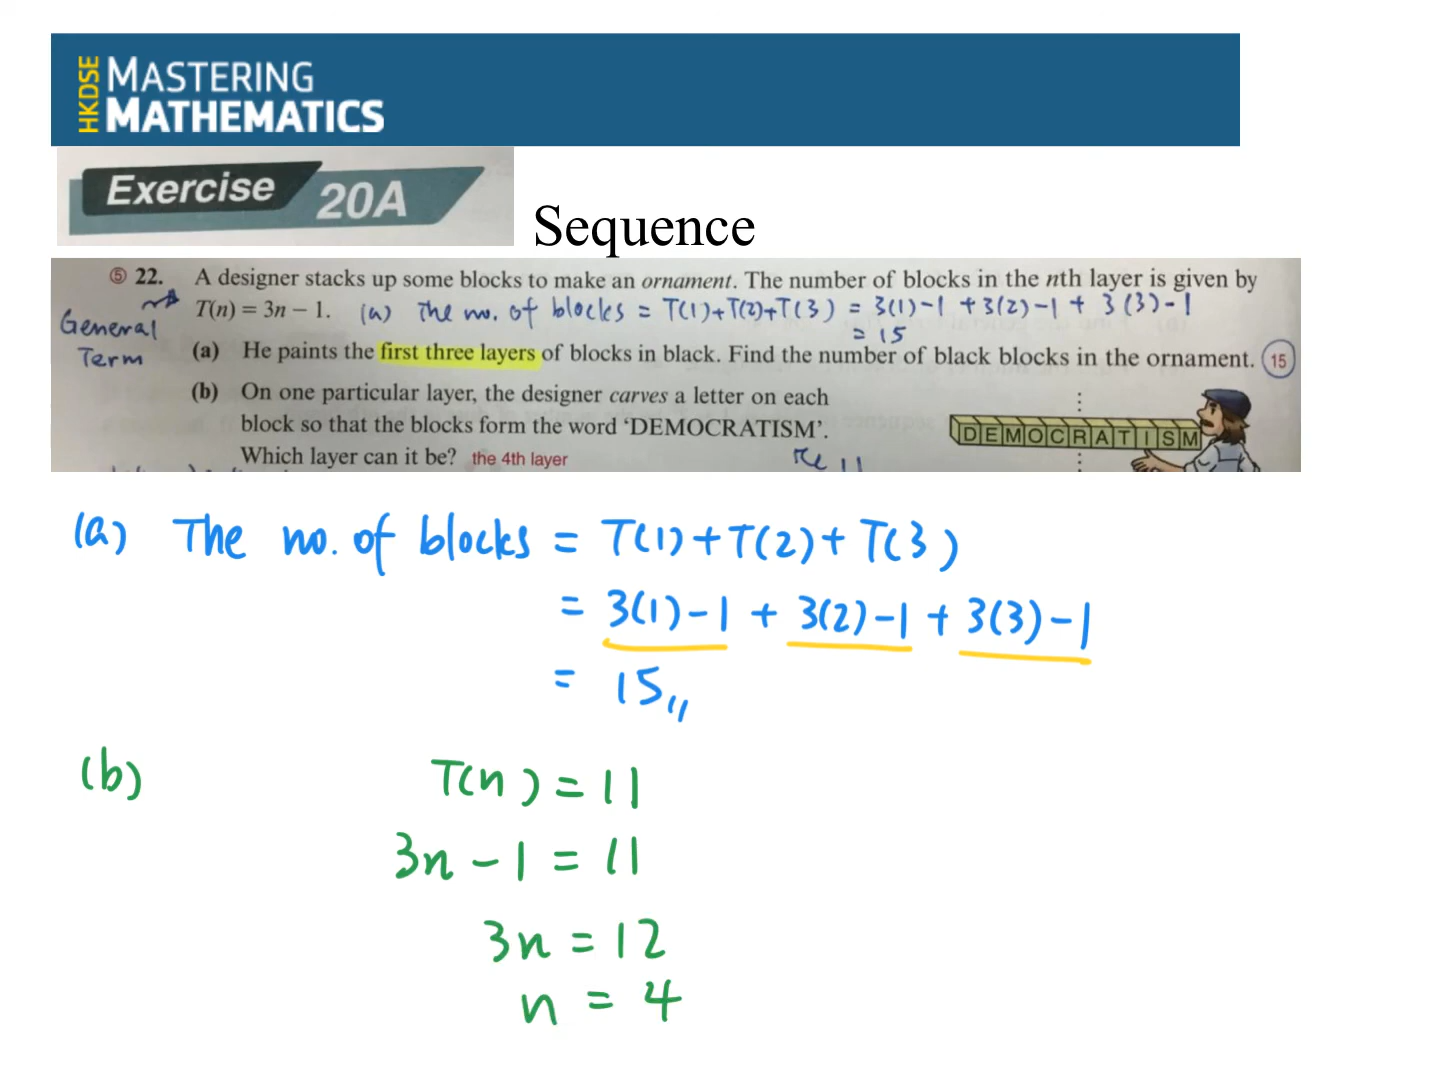 HKDSE
MASTERING
MATHEMATICS
Exercise 20A
Sequence
⑤ 22. A designer stacks up some blocks to make an ornament. The number of blocks in the nth layer is given by
T(n) = 3n − 1. (a) The no. of blocks = T(1)+T(2)+T(3) = 3(1)-1 +3(2)-1 + 3(3)-1
= 15
General
Term
(a) He paints the first three layers of blocks in black. Find the number of black blocks in the ornament. 15
(b) On one particular layer, the designer carves a letter on each
block so that the blocks form the word ‘DEMOCRATISM’.
Which layer can it be? the 4th layer
DEMOCRATISM
(a) The no. of blocks = T(1)+T(2)+T(3)
= 3(1)-1 + 3(2)-1 + 3(3)-1
= 15
(b) T(n) = 11
3n - 1 = 11
3n = 12
n = 4